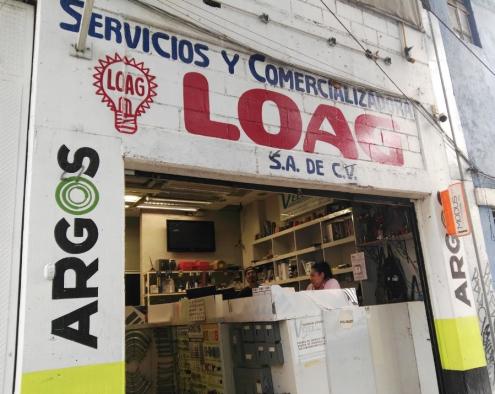 SERVICIOS Y COMERCIALIZADORA
LOAG
LOAG
S.A. DE C.V.
ARGOS
ARGOS